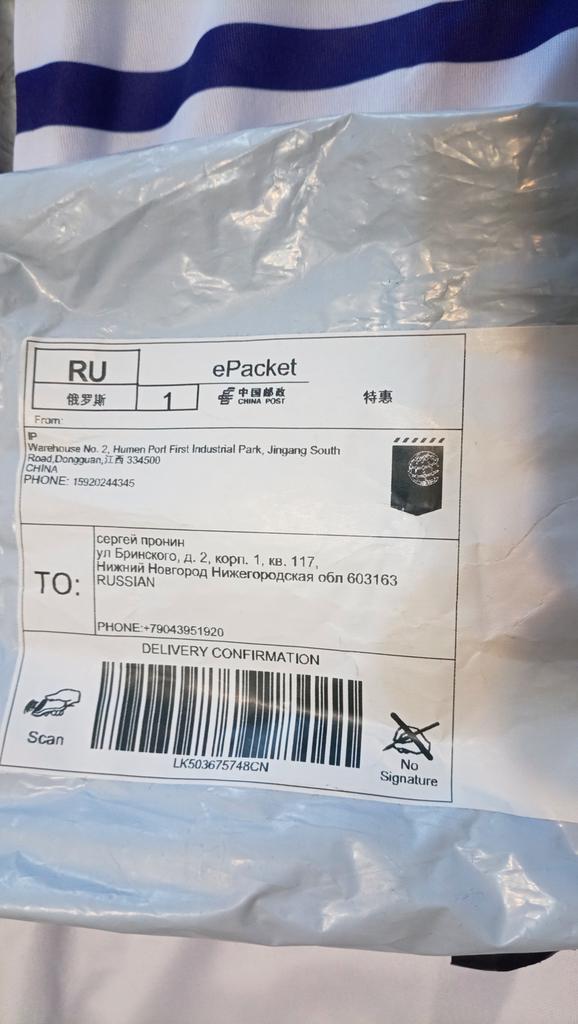 RU
俄罗斯
1
ePacket
中国邮政
CHINA POST
特惠
From:
IP
Warehouse No. 2, Humen Port First Industrial Park, Jingang South
Road,Dongguan,江西 334500
CHINA
PHONE: 15920244345
TO:
сергей пронин
ул Бринского, д. 2, корп. 1, кв. 117,
Нижний Новгород Нижегородская обл 603163
RUSSIAN
PHONE:+79043951920
DELIVERY CONFIRMATION
Scan
LK503675748CN
No
Signature